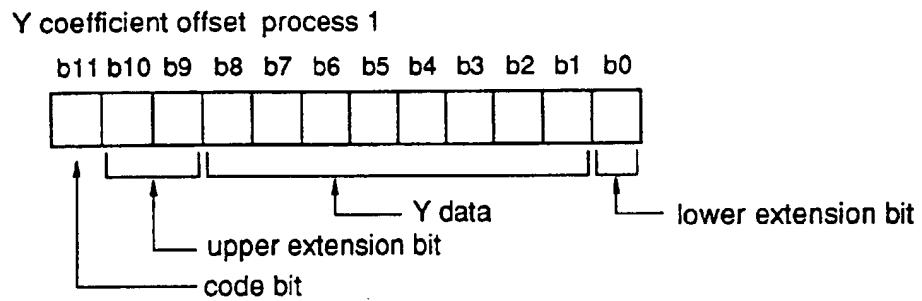 Y coefficient offset process 1
b11 b10 b9 b8 b7 b6 b5 b4 b3 b2 b1 b0
Y data
lower extension bit
upper extension bit
code bit